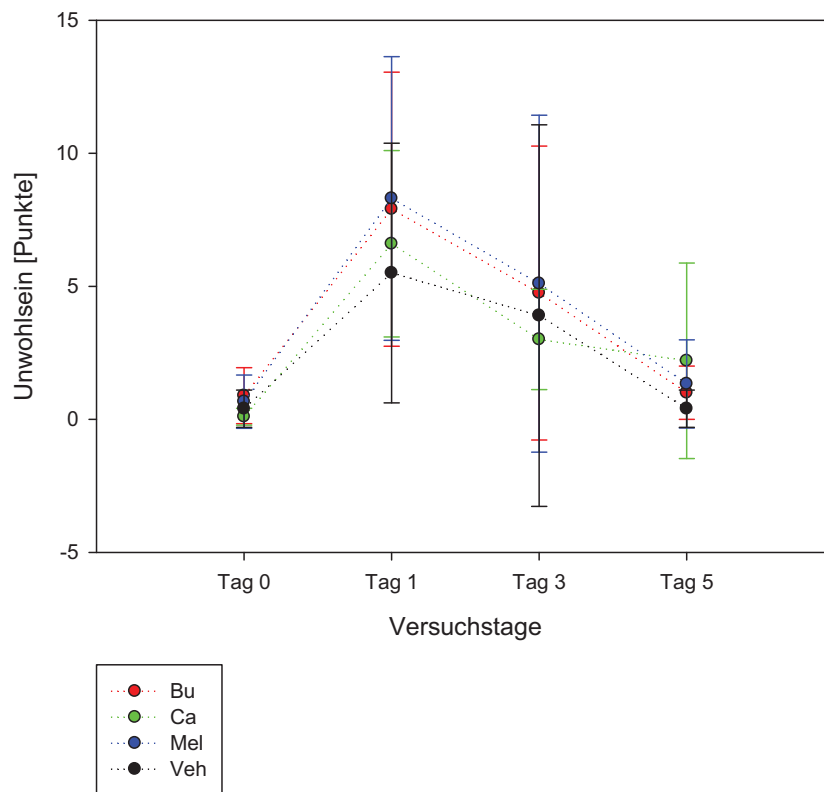 15
10
5
0
-5
Unwohlsein [Punkte]
Tag 0
Tag 1
Tag 3
Tag 5
Versuchstage
Bu
Ca
Mel
Veh